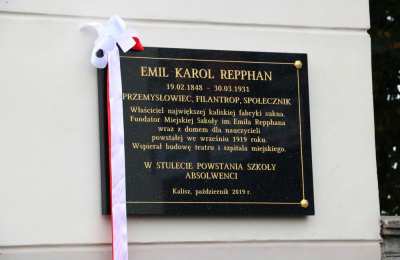 EMIL KAROL REPPHAN
19.02.1848 - 30.03.1931
PRZEMYSŁOWIEC, FILANTROP, SPOŁECZNIK
Właściciel największej kaliskiej fabryki sukna.
Fundator Miejskiej Szkoły im. Emila Repphana
wraz z domem dla nauczycieli
powstałej we wrześniu 1919 roku.
Wspierał budowę teatru i szpitala miejskiego.
W STULECIE POWSTANIA SZKOŁY
ABSOLWENCI
Kalisz, październik 2019 r.